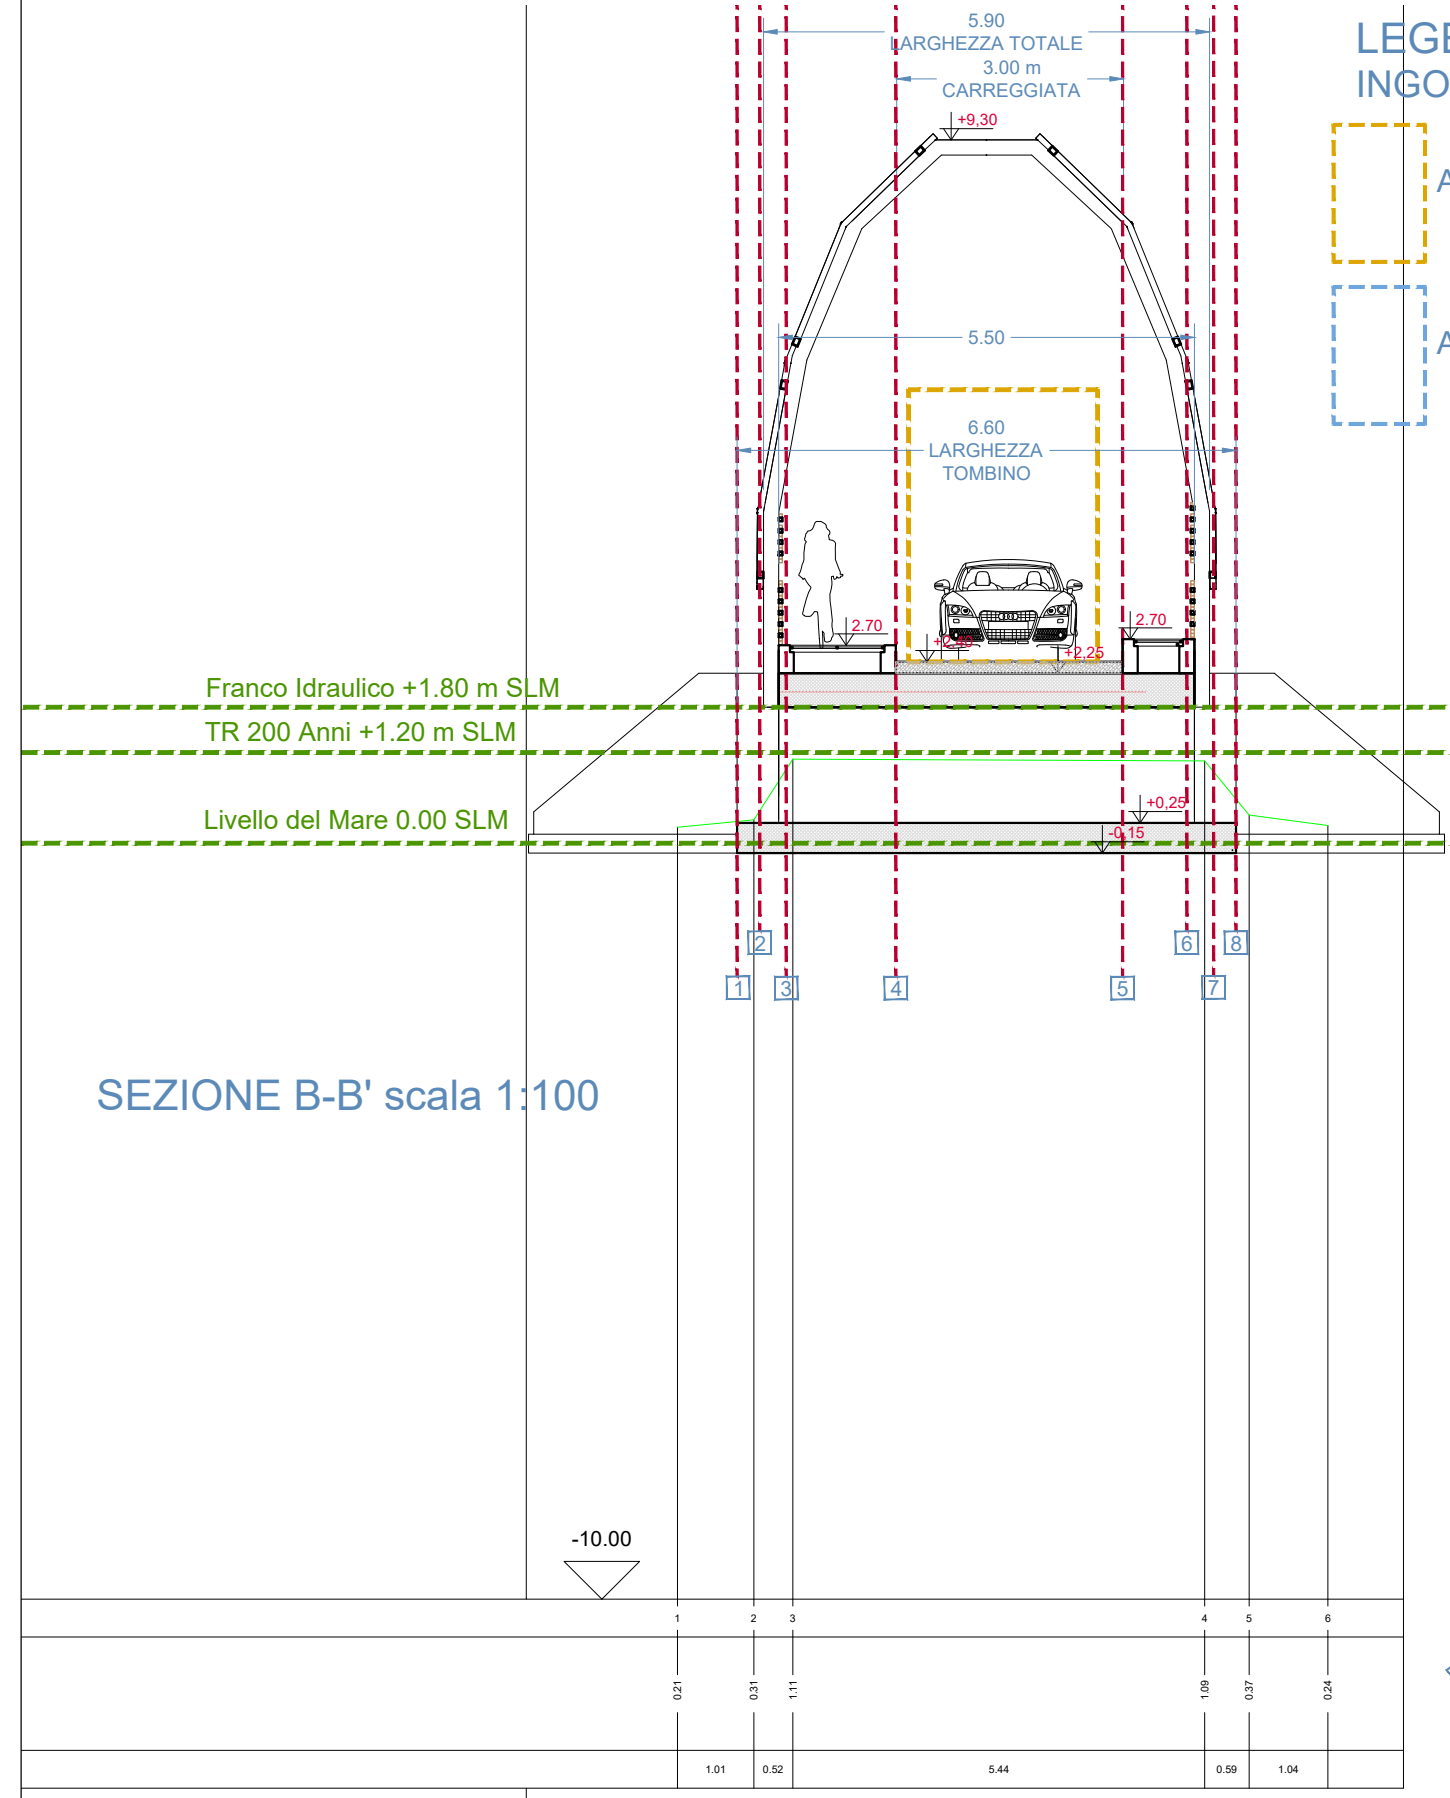 5.90
LARGHEZZA TOTALE
3.00 m
CARREGGIATA
+9,30
5.50
6.60
LARGHEZZA
TOMBINO
2.70
2.70
+2,40
+2,25
Franco Idraulico +1.80 m SLM
TR 200 Anni +1.20 m SLM
Livello del Mare 0.00 SLM
+0,25
-0,15
2
6
8
1
3
4
5
7
SEZIONE B-B' scala 1:100
-10.00
1 2 3 4 5 6
0.21 0.31 1.11 1.09 0.37 0.24
1.01 0.52 5.44 0.59 1.04
LEGE
INGO
A
A